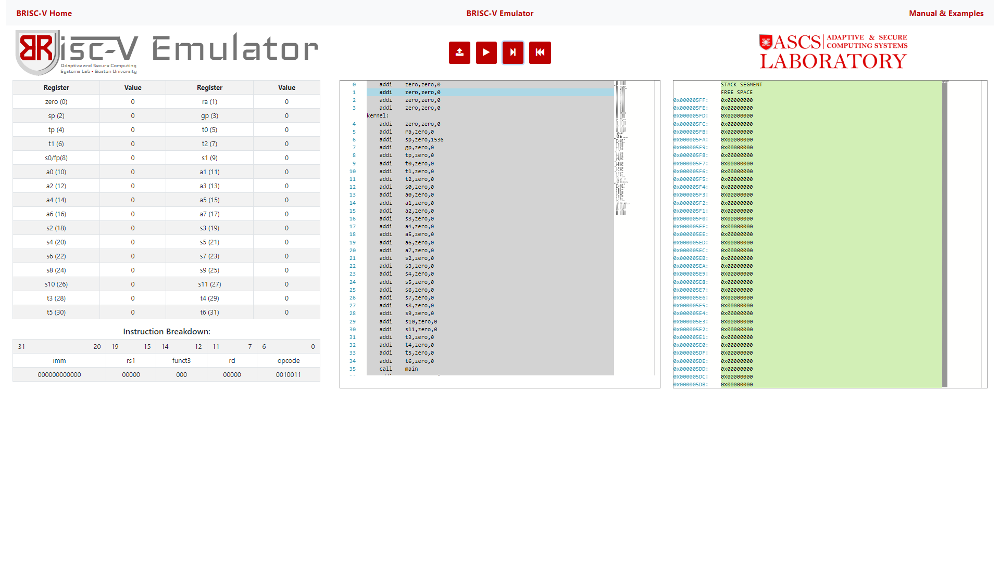 BRISC-V Home BRISC-V Emulator Manual & Examples
BRisc-V Emulator
Adaptive and Secure Computing
Systems Lab • Boston University
ASCS ADAPTIVE & SECURE
COMPUTING SYSTEMS
LABORATORY
Register Value Register Value
zero (0) 0 ra (1) 0
sp (2) 0 gp (3) 0
tp (4) 0 t0 (5) 0
t1 (6) 0 t2 (7) 0
s0/fp(8) 0 s1 (9) 0
a0 (10) 0 a1 (11) 0
a2 (12) 0 a3 (13) 0
a4 (14) 0 a5 (15) 0
a6 (16) 0 a7 (17) 0
s2 (18) 0 s3 (19) 0
s4 (20) 0 s5 (21) 0
s6 (22) 0 s7 (23) 0
s8 (24) 0 s9 (25) 0
s10 (26) 0 s11 (27) 0
t3 (28) 0 t4 (29) 0
t5 (30) 0 t6 (31) 0
Instruction Breakdown:
31 20 19 15 14 12 11 7 6 0
imm rs1 funct3 rd opcode
000000000000 00000 000 00000 0010011
0 addi zero,zero,0
1 addi zero,zero,0
2 addi zero,zero,0
3 addi zero,zero,0
kernel:
4 addi zero,zero,0
5 addi ra,zero,0
6 addi sp,zero,1536
7 addi gp,zero,0
8 addi tp,zero,0
9 addi t0,zero,0
10 addi t1,zero,0
11 addi t2,zero,0
12 addi s0,zero,0
13 addi a0,zero,0
14 addi a1,zero,0
15 addi a2,zero,0
16 addi s3,zero,0
17 addi a4,zero,0
18 addi a5,zero,0
19 addi a6,zero,0
20 addi a7,zero,0
21 addi s2,zero,0
22 addi s3,zero,0
23 addi s4,zero,0
24 addi s5,zero,0
25 addi s6,zero,0
26 addi s7,zero,0
27 addi s8,zero,0
28 addi s9,zero,0
29 addi s10,zero,0
30 addi s11,zero,0
31 addi t3,zero,0
32 addi t4,zero,0
33 addi t5,zero,0
34 addi t6,zero,0
35 call main
STACK SEGMENT
FREE SPACE
0x000005FF: 0x00000000
0x000005FE: 0x00000000
0x000005FD: 0x00000000
0x000005FC: 0x00000000
0x000005FB: 0x00000000
0x000005FA: 0x00000000
0x000005F9: 0x00000000
0x000005F8: 0x00000000
0x000005F7: 0x00000000
0x000005F6: 0x00000000
0x000005F5: 0x00000000
0x000005F4: 0x00000000
0x000005F3: 0x00000000
0x000005F2: 0x00000000
0x000005F1: 0x00000000
0x000005F0: 0x00000000
0x000005EF: 0x00000000
0x000005EE: 0x00000000
0x000005ED: 0x00000000
0x000005EC: 0x00000000
0x000005EB: 0x00000000
0x000005EA: 0x00000000
0x000005E9: 0x00000000
0x000005E8: 0x00000000
0x000005E7: 0x00000000
0x000005E6: 0x00000000
0x000005E5: 0x00000000
0x000005E4: 0x00000000
0x000005E3: 0x00000000
0x000005E2: 0x00000000
0x000005E1: 0x00000000
0x000005E0: 0x00000000
0x000005DF: 0x00000000
0x000005DE: 0x00000000
0x000005DD: 0x00000000
0x000005DC: 0x00000000
0x000005DB: 0x00000000